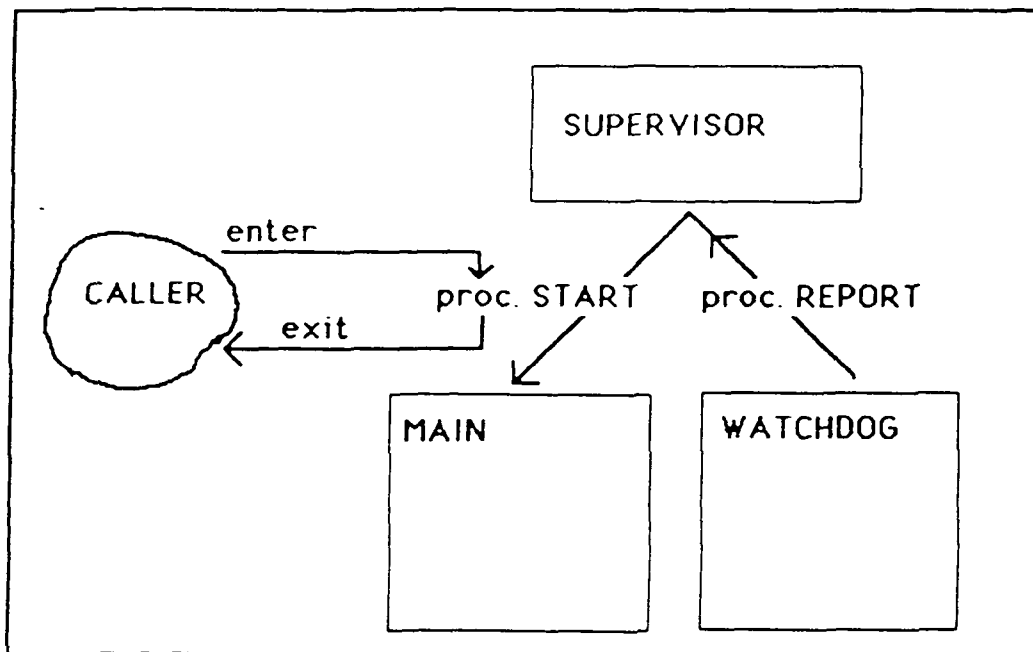 SUPERVISOR
enter
CALLER
proc. START
proc. REPORT
exit
MAIN
WATCHDOG